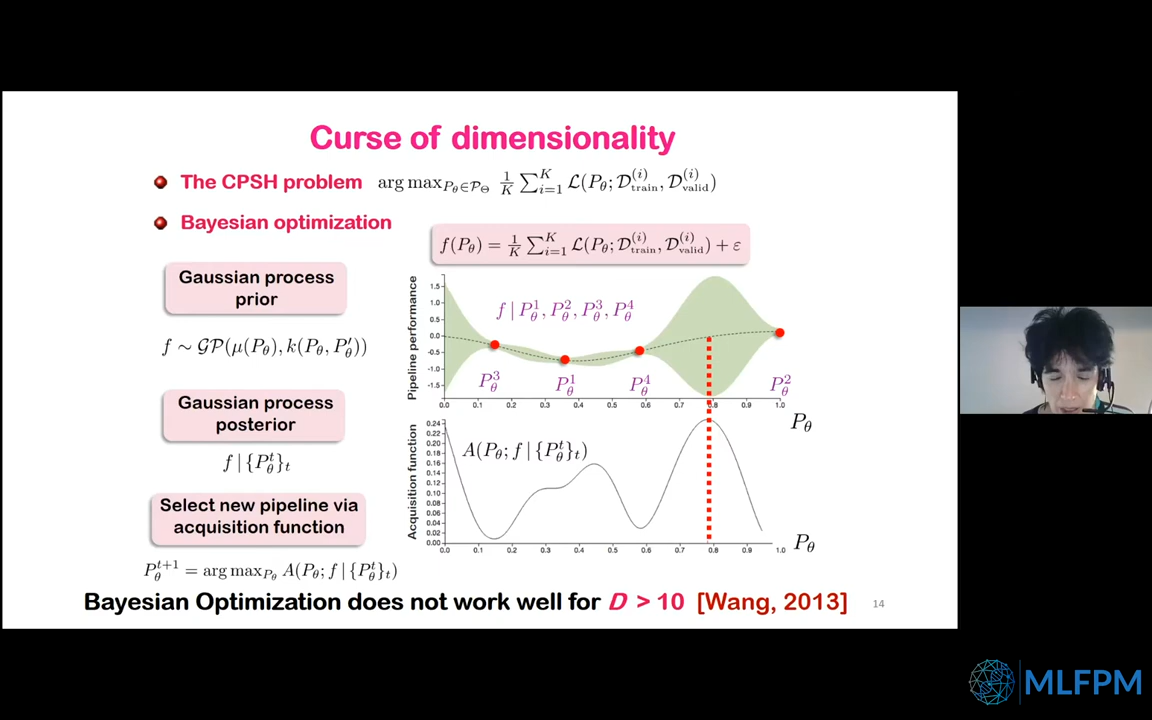 Curse of dimensionality
The CPSH problem arg max_{P_θ∈𝒫_Θ} 1/K ∑_{i=1}^{K} ℒ(P_θ; 𝒟_train^{(i)}, 𝒟_valid^{(i)})
Bayesian optimization
f(P_θ) = 1/K ∑_{i=1}^{K} ℒ(P_θ; 𝒟_train^{(i)}, 𝒟_valid^{(i)}) + ε
Gaussian process
prior
f ∼ 𝒢𝒫(μ(P_θ), k(P_θ, P′_θ))
Gaussian process
posterior
f | {P_θ^t}_t
Select new pipeline via
acquisition function
P_θ^{t+1} = arg max_{P_θ} A(P_θ; f | {P_θ^t}_t)
Pipeline performance
1.5
1.0
0.5
0.0
-0.5
-1.0
-1.5
f | P_θ^1, P_θ^2, P_θ^3, P_θ^4
P_θ^3 P_θ^1 P_θ^4 P_θ^2
0.0 0.1 0.2 0.3 0.4 0.5 0.6 0.7 0.8 0.9 1.0
P_θ
Acquisition function
0.24
0.22
0.20
0.18
0.16
0.14
0.12
0.10
0.08
0.06
0.04
0.02
0.00
A(P_θ; f | {P_θ^t}_t)
0.0 0.1 0.2 0.3 0.4 0.5 0.6 0.7 0.8 0.9 1.0
P_θ
Bayesian Optimization does not work well for D > 10 [Wang, 2013]
14
MLFPM